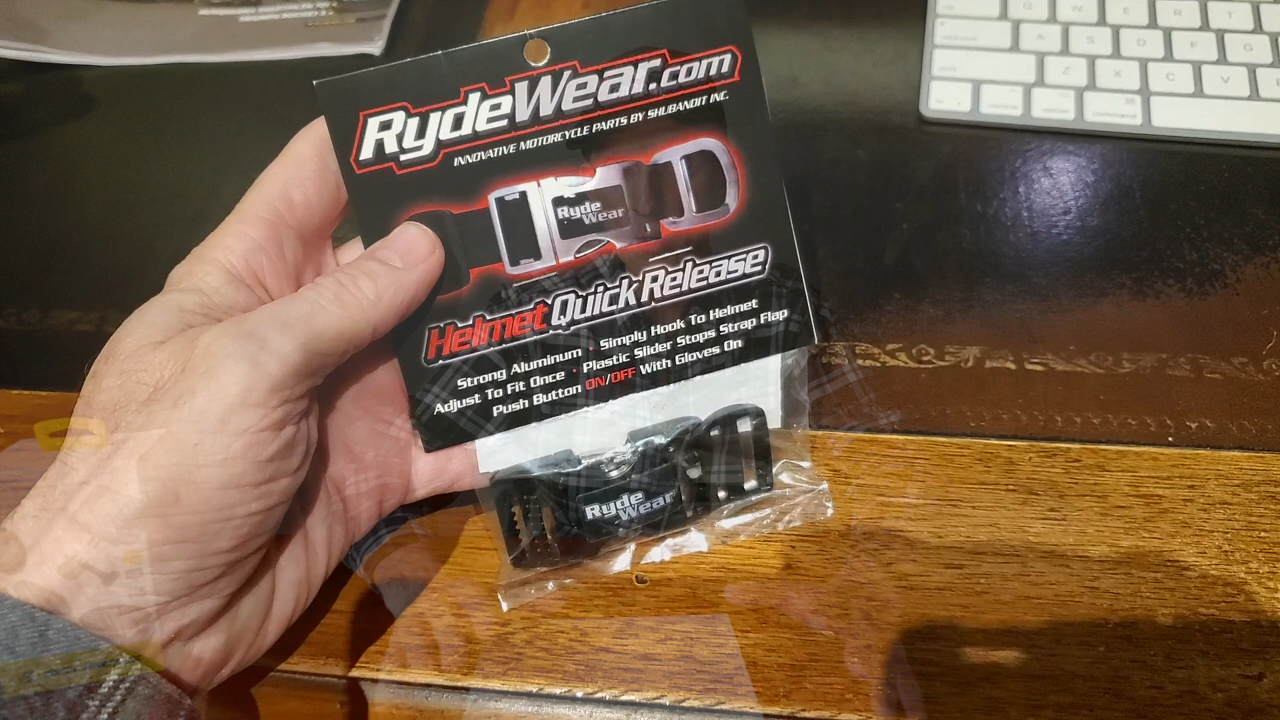 RydeWear.com
INNOVATIVE MOTORCYCLE PARTS BY SHUBANDIT INC.
Ryde
Wear
Helmet Quick Release
Strong Aluminum • Simply Hook To Helmet
Adjust To Fit Once • Plastic Slider Stops Strap Flap
Push Button ON/OFF With Gloves On
Ryde
Wear
Q W E R T
A S D F G
Z X C V
command